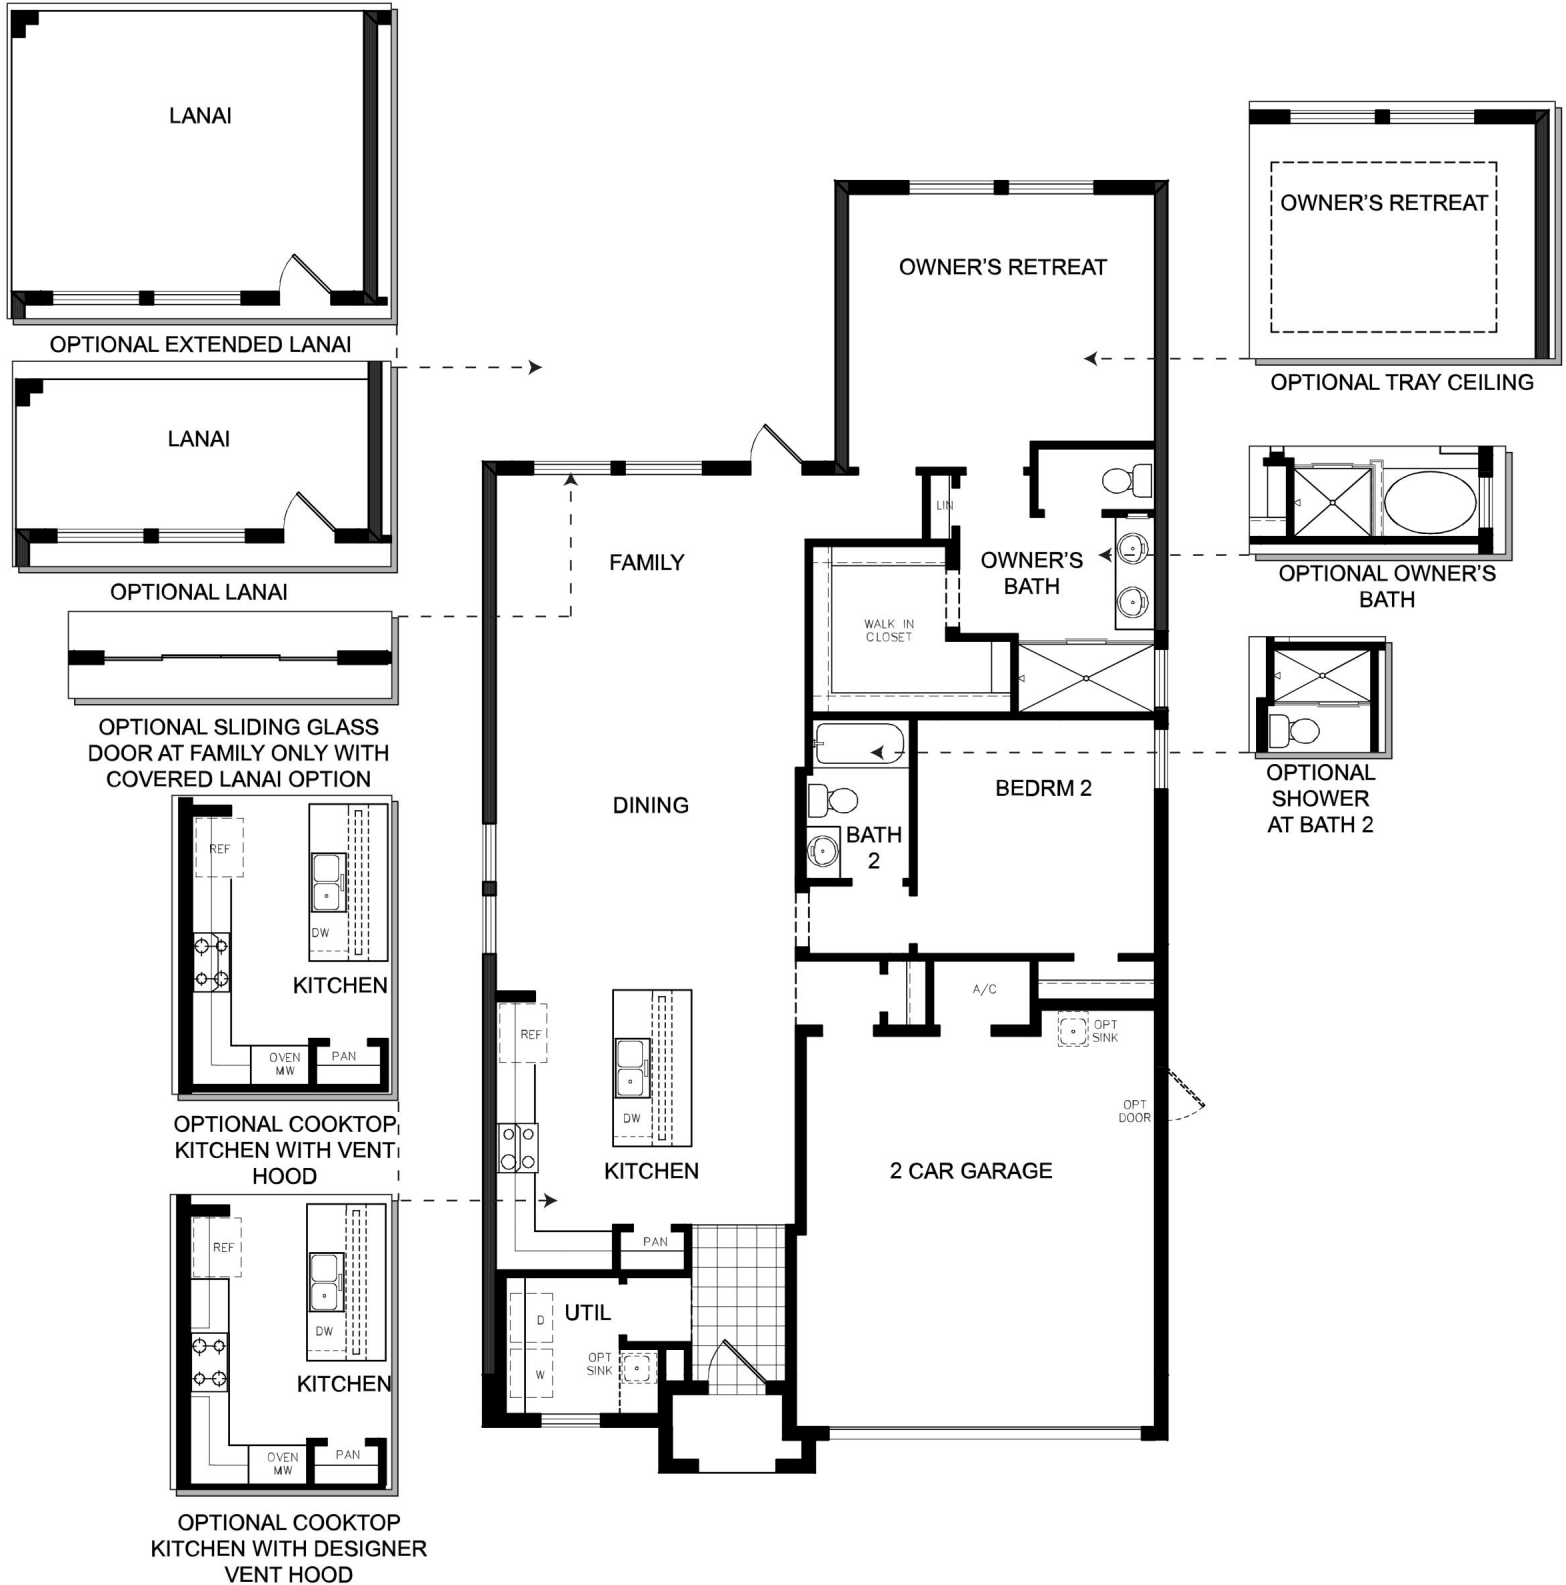 LANAI
OPTIONAL EXTENDED LANAI
LANAI
OPTIONAL LANAI
OPTIONAL SLIDING GLASS
DOOR AT FAMILY ONLY WITH
COVERED LANAI OPTION
REF
DW
KITCHEN
OVEN
MW
PAN
OPTIONAL COOKTOP
KITCHEN WITH VENT
HOOD
REF
DW
KITCHEN
OVEN
MW
PAN
OPTIONAL COOKTOP
KITCHEN WITH DESIGNER
VENT HOOD
OWNER'S RETREAT
LIN
FAMILY
OWNER'S
BATH
WALK IN
CLOSET
DINING
BEDRM 2
BATH
2
A/C
REF
OPT
SINK
DW
OPT
DOOR
KITCHEN
2 CAR GARAGE
PAN
UTIL
D
OPT
SINK
W
OWNER'S RETREAT
OPTIONAL TRAY CEILING
OPTIONAL OWNER'S
BATH
OPTIONAL
SHOWER
AT BATH 2